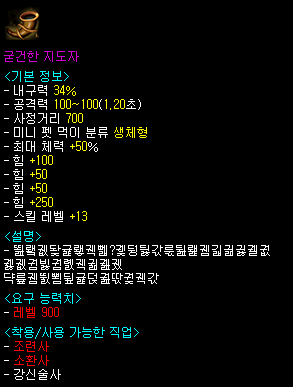 굳건한 지도자
<기본 정보>
- 내구력 34%
- 공격력 100~100(1,20초)
- 사정거리 700
- 미니 펫 먹이 분류 생체형
- 최대 체력 +50%
- 힘 +100
- 힘 +50
- 힘 +50
- 힘 +250
- 스킬 레벨 +13
<설명>
<요구 능력치>
- 레벨 900
<착용/사용 가능한 직업>
- 조련사
- 소환사
- 강신술사